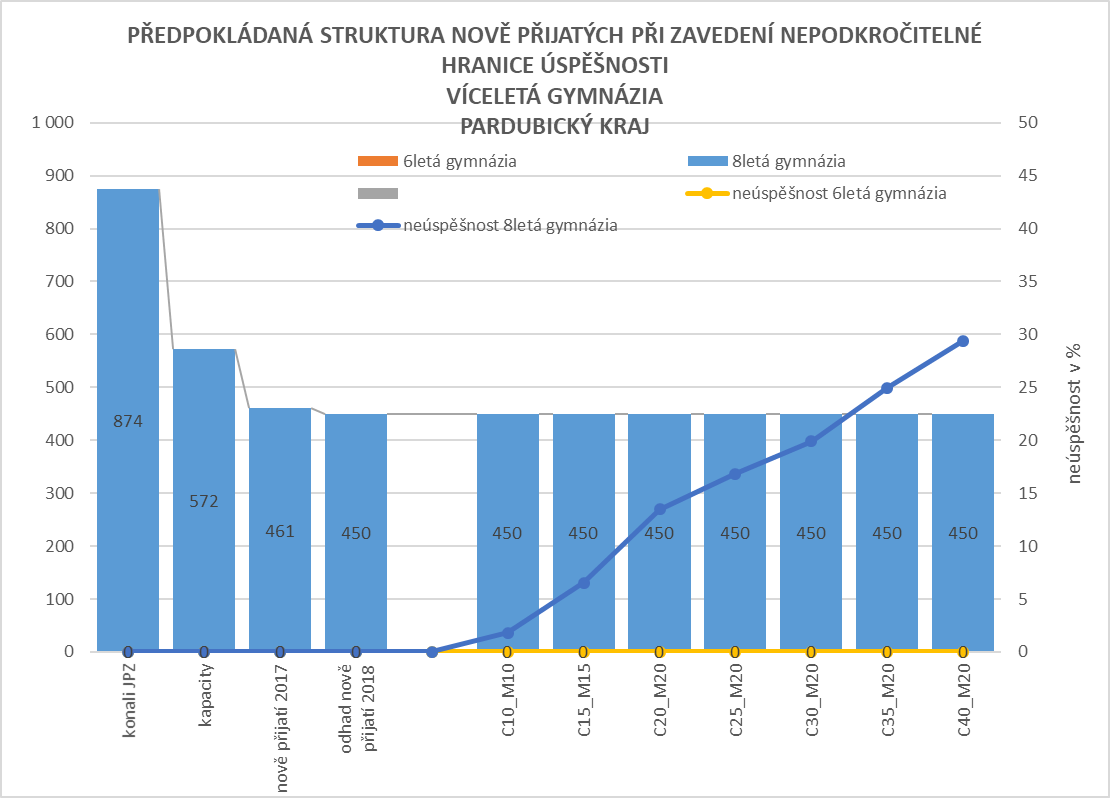 PŘEDPOKLÁDANÁ STRUKTURA NOVĚ PŘIJATÝCH PŘI ZAVEDENÍ NEPODKROČITELNÉ
HRANICE ÚSPĚŠNOSTI
VÍCELETÁ GYMNÁZIA
PARDUBICKÝ KRAJ
6letá gymnázia
8letá gymnázia
neúspěšnost 6letá gymnázia
neúspěšnost 8letá gymnázia
1 000
900
800
700
600
500
400
300
200
100
0
50
45
40
35
30
25
20
15
10
5
0
neúspěšnost v %
874
572
461
450
450
450
450
450
450
450
450
0
0
0
0
0
0
0
0
0
0
0
konali JPZ
kapacity
nově přijatí 2017
odhad nově
přijatí 2018
C10_M10
C15_M15
C20_M20
C25_M20
C30_M20
C35_M20
C40_M20